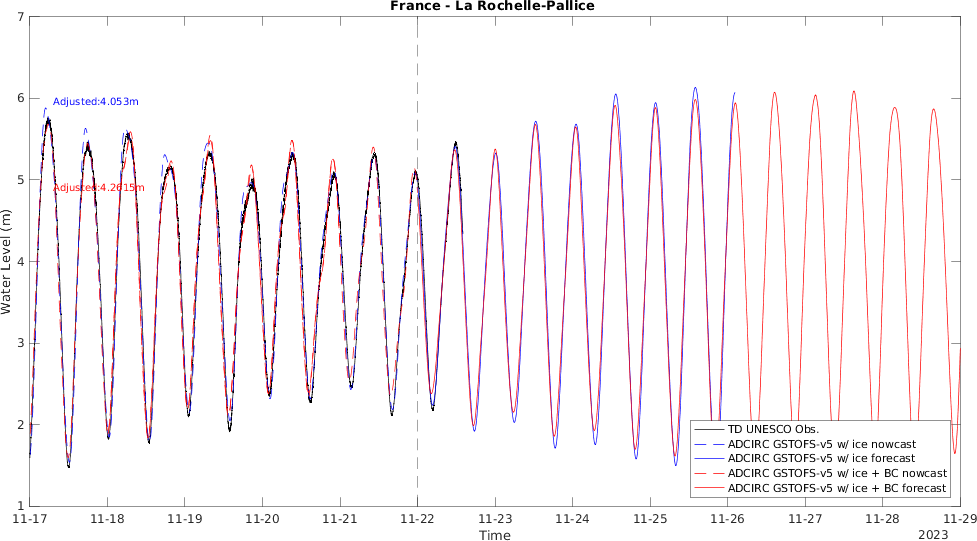 France - La Rochelle-Pallice
7
6
5
4
3
2
1
Water Level (m)
Adjusted:4.053m
Adjusted:4.2615m
TD UNESCO Obs.
ADCIRC GSTOFS-v5 w/ ice nowcast
ADCIRC GSTOFS-v5 w/ ice forecast
ADCIRC GSTOFS-v5 w/ ice + BC nowcast
ADCIRC GSTOFS-v5 w/ ice + BC forecast
11-17 11-18 11-19 11-20 11-21 11-22 11-23 11-24 11-25 11-26 11-27 11-28 11-29
Time
2023